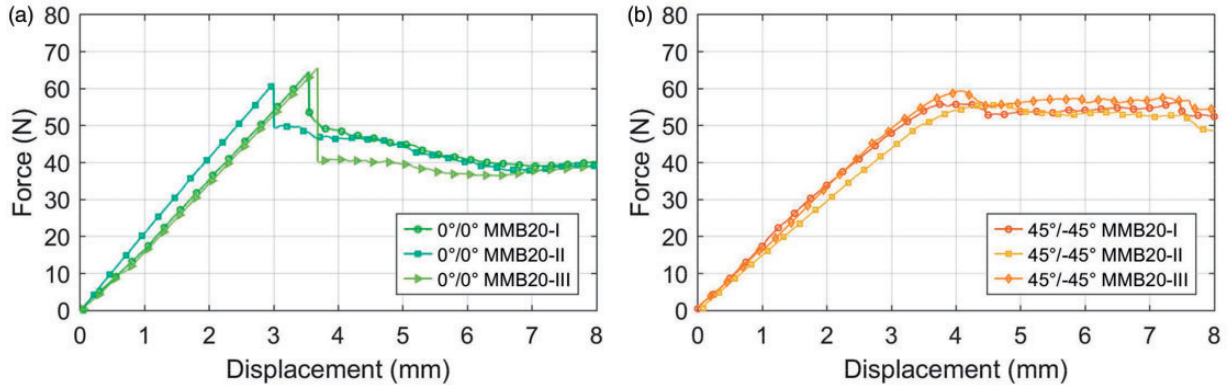 (a)
80
70
60
50
40
30
20
10
0
Force (N)
0 1 2 3 4 5 6 7 8
Displacement (mm)
0°/0° MMB20-I
0°/0° MMB20-II
0°/0° MMB20-III
(b)
80
70
60
50
40
30
20
10
0
Force (N)
0 1 2 3 4 5 6 7 8
Displacement (mm)
45°/-45° MMB20-I
45°/-45° MMB20-II
45°/-45° MMB20-III